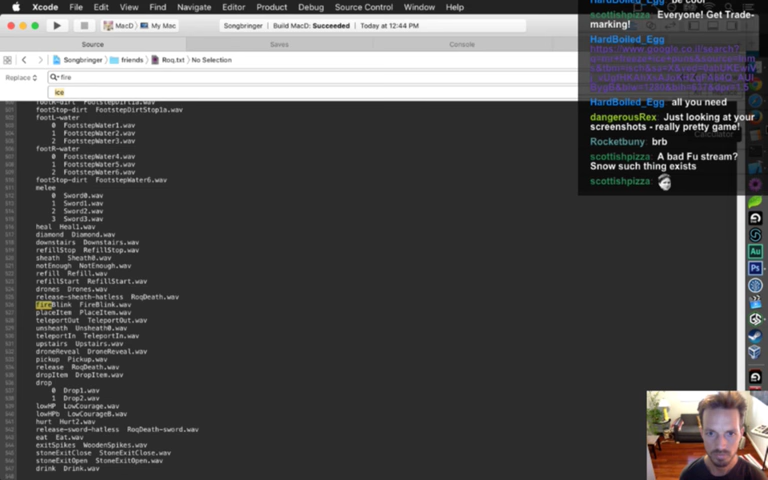 Xcode File Edit View Find Navigate Editor Product Debug Source Control Window Help
MacD My Mac Songbringer Build MacD: Succeeded Today at 12:44 PM
Source Saves Console
Songbringer friends Roq.txt No Selection
Replace fire
ice
footStop-dirt FootstepDirtStop1a.wav
footL-water
0 FootstepWater1.wav
1 FootstepWater2.wav
2 FootstepWater3.wav
footR-water
0 FootstepWater4.wav
1 FootstepWater5.wav
2 FootstepWater6.wav
footStop-dirt FootstepWater6.wav
melee
0 Sword0.wav
1 Sword1.wav
2 Sword2.wav
3 Sword3.wav
heal Heal1.wav
diamond Diamond.wav
downstairs Downstairs.wav
refillStop RefillStop.wav
sheath Sheath0.wav
notEnough NotEnough.wav
refill Refill.wav
refillStart RefillStart.wav
drones Drones.wav
release-sheath-hatless RoqDeath.wav
fireBlink FireBlink.wav
placeItem PlaceItem.wav
teleportOut TeleportOut.wav
unsheath Unsheath0.wav
teleportIn TeleportIn.wav
upstairs Upstairs.wav
droneReveal DroneReveal.wav
pickup Pickup.wav
release RoqDeath.wav
dropItem DropItem.wav
drop
0 Drop1.wav
1 Drop2.wav
lowHP LowCourage.wav
lowHPb LowCourageB.wav
hurt Hurt2.wav
release-sword-hatless RoqDeath-sword.wav
eat Eat.wav
exitSpikes WoodenSpikes.wav
stoneExitClose StoneExitClose.wav
stoneExitOpen StoneExitOpen.wav
drink Drink.wav
HardBoiled_Egg be cool
scottishpizza: Everyone! Get Trade-
marking!
HardBoiled_Egg:
HardBoiled_Egg: all you need
dangerousRex: Just looking at your
screenshots - really pretty game!
Rocketbuny: brb
scottishpizza: A bad Fu stream?
Snow such thing exists
scottishpizza: